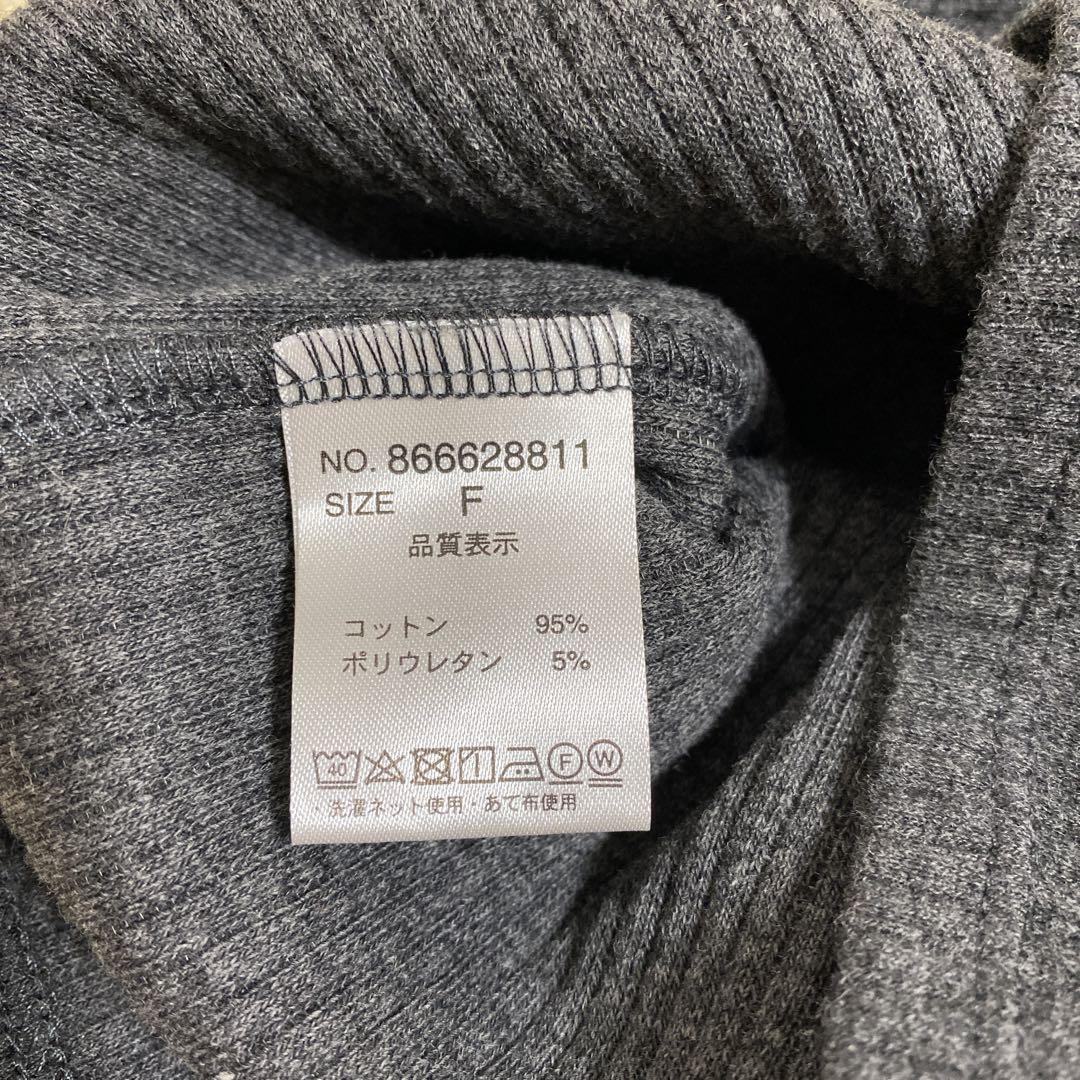 NO. 866628811
SIZE F
品質表示
コットン 95%
ポリウレタン 5%
40 F W
・洗濯ネット使用・あて布使用